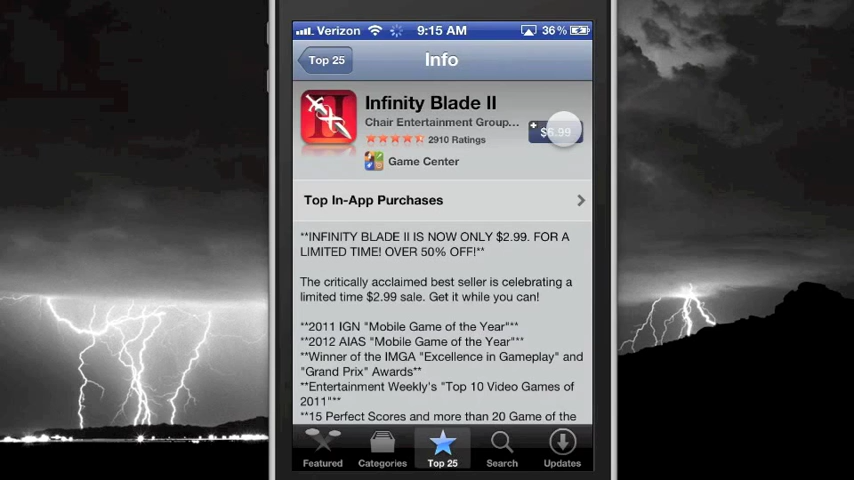 Verizon 9:15 AM 36%
Top 25 Info
Infinity Blade II
Chair Entertainment Group...
2910 Ratings
$6.99
Game Center
Top In-App Purchases
**INFINITY BLADE II IS NOW ONLY $2.99. FOR A
LIMITED TIME! OVER 50% OFF!**
The critically acclaimed best seller is celebrating a
limited time $2.99 sale. Get it while you can!
**2011 IGN "Mobile Game of the Year"**
**2012 AIAS "Mobile Game of the Year"**
**Winner of the IMGA "Excellence in Gameplay" and
"Grand Prix" Awards**
**Entertainment Weekly's "Top 10 Video Games of
2011"**
**15 Perfect Scores and more than 20 Game of the
Featured Categories Top 25 Search Updates